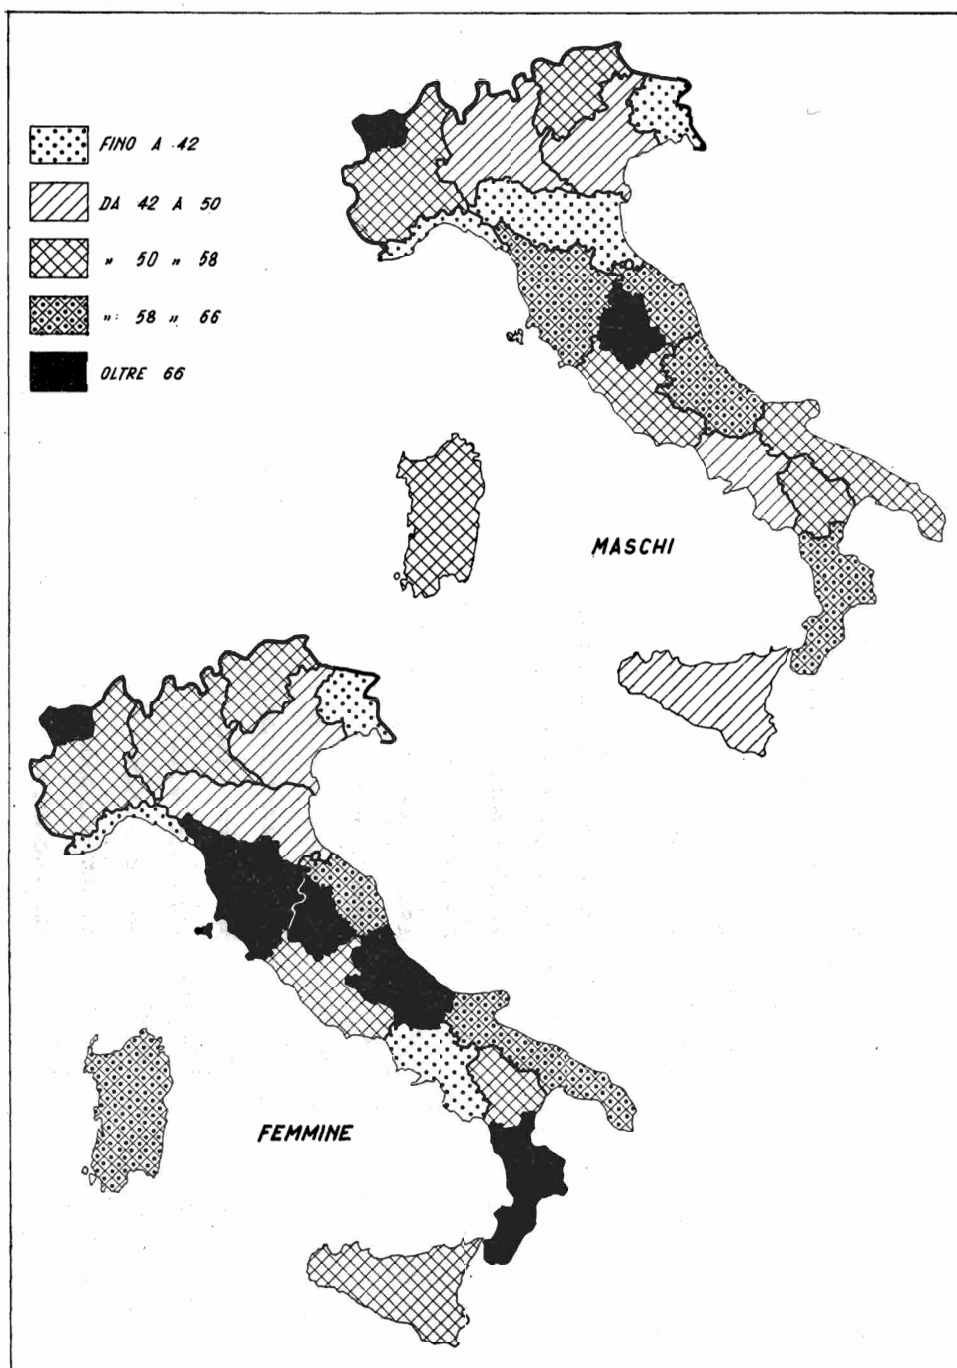 FINO A 42
DA 42 A 50
" 50 " 58
" 58 " 66
OLTRE 66
MASCHI
FEMMINE